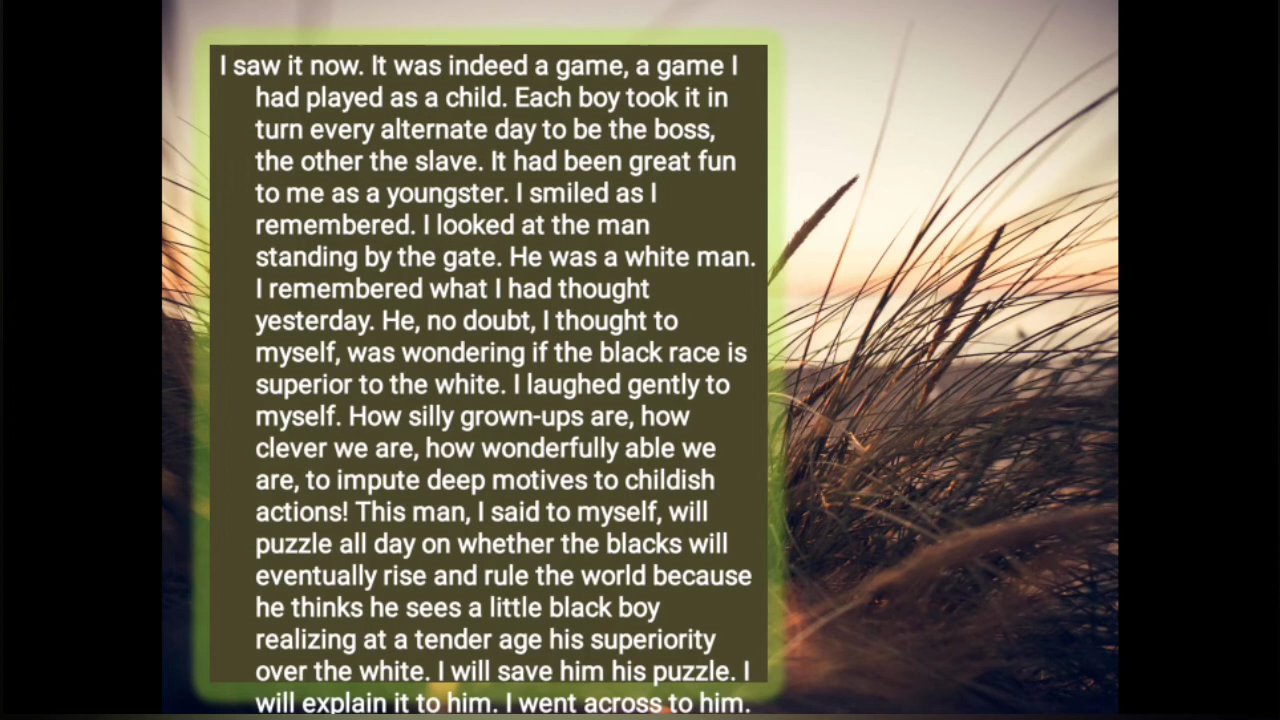 I saw it now. It was indeed a game, a game I
had played as a child. Each boy took it in
turn every alternate day to be the boss,
the other the slave. It had been great fun
to me as a youngster. I smiled as I
remembered. I looked at the man
standing by the gate. He was a white man.
I remembered what I had thought
yesterday. He, no doubt, I thought to
myself, was wondering if the black race is
superior to the white. I laughed gently to
myself. How silly grown-ups are, how
clever we are, how wonderfully able we
are, to impute deep motives to childish
actions! This man, I said to myself, will
puzzle all day on whether the blacks will
eventually rise and rule the world because
he thinks he sees a little black boy
realizing at a tender age his superiority
over the white. I will save him his puzzle. I
will explain it to him. I went across to him.